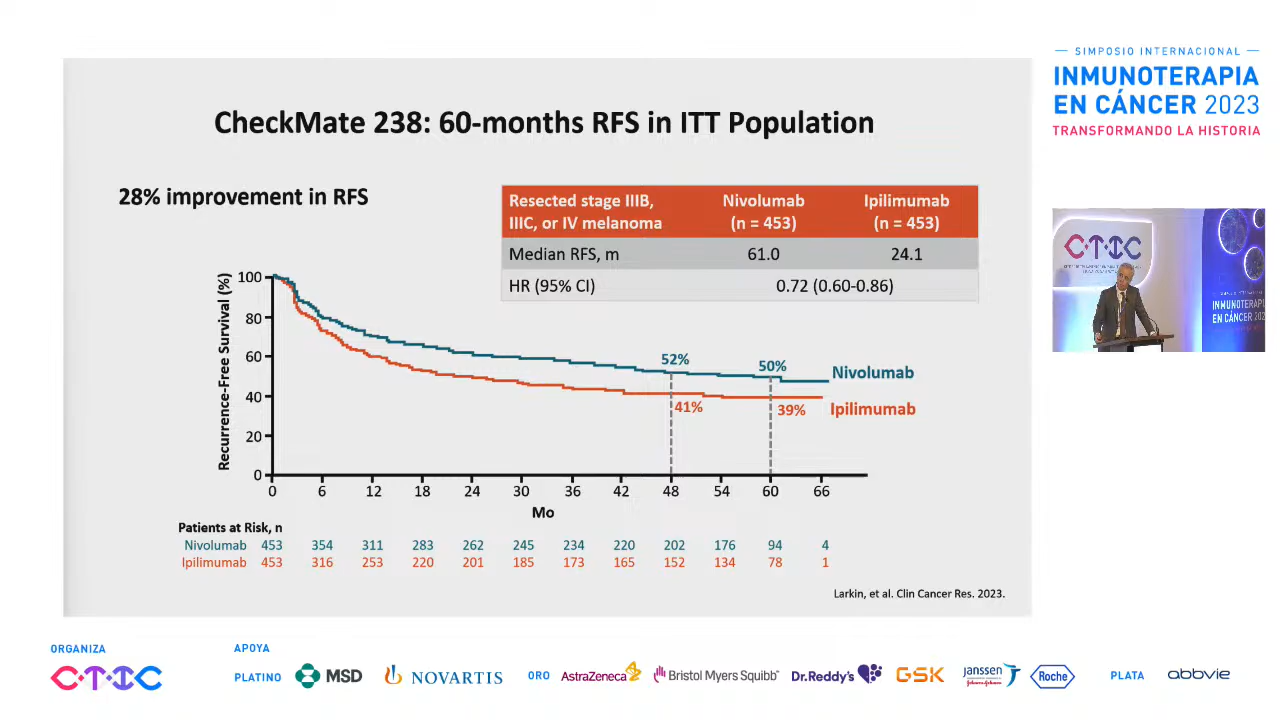 CheckMate 238: 60-months RFS in ITT Population
28% improvement in RFS
Resected stage IIIB, IIIC, or IV melanoma
Nivolumab (n = 453)
Ipilimumab (n = 453)
Median RFS, m 61.0 24.1
HR (95% CI) 0.72 (0.60-0.86)
Recurrence-Free Survival (%)
100
80
60
40
20
0
52%
50%
41%
39%
Nivolumab
Ipilimumab
0 6 12 18 24 30 36 42 48 54 60 66
Mo
Patients at Risk, n
Nivolumab 453 354 311 283 262 245 234 220 202 176 94 4
Ipilimumab 453 316 253 220 201 185 173 165 152 134 78 1
Larkin, et al. Clin Cancer Res. 2023.
SIMPOSIO INTERNACIONAL
INMUNOTERAPIA
EN CÁNCER 2023
TRANSFORMANDO LA HISTORIA
CTIC
INMUNOTERAPIA
EN CÁNCER 202
ORGANIZA
CTIC
APOYA
PLATINO
MSD
NOVARTIS
ORO
AstraZeneca
Bristol Myers Squibb
Dr.Reddy's
GSK
Janssen
Johnson&Johnson
Roche
PLATA
abbvie